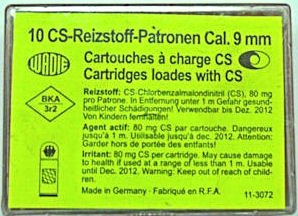 10 CS-Reizstoff-Patronen Cal. 9 mm
WADIE
Cartouches à charge CS
Cartridges loades with CS
BKA
3r2
Reizstoff: CS-Chlorbenzalmalondinitril (CS), 80 mg
pro Patrone. In Entfernung unter 1 m Gefahr gesund-
heitlicher Schädigungen! Verwendbar bis Dez. 2012
Von Kindern fernhalten!
Agent actif: 80 mg CS par cartouche. Dangereux
jusqu'à 1 m. Utilisable jusqu'à dec. 2012. Attention:
Garder hors de portée des enfants!
Irritant: 80 mg CS per cartridge. May cause damage
to health if used at a range of less than 1 m. Usable
until Dec. 2012. Warning: Keep out of reach of
children.
Made in Germany · Fabriqué en R.F.A.
11-3072